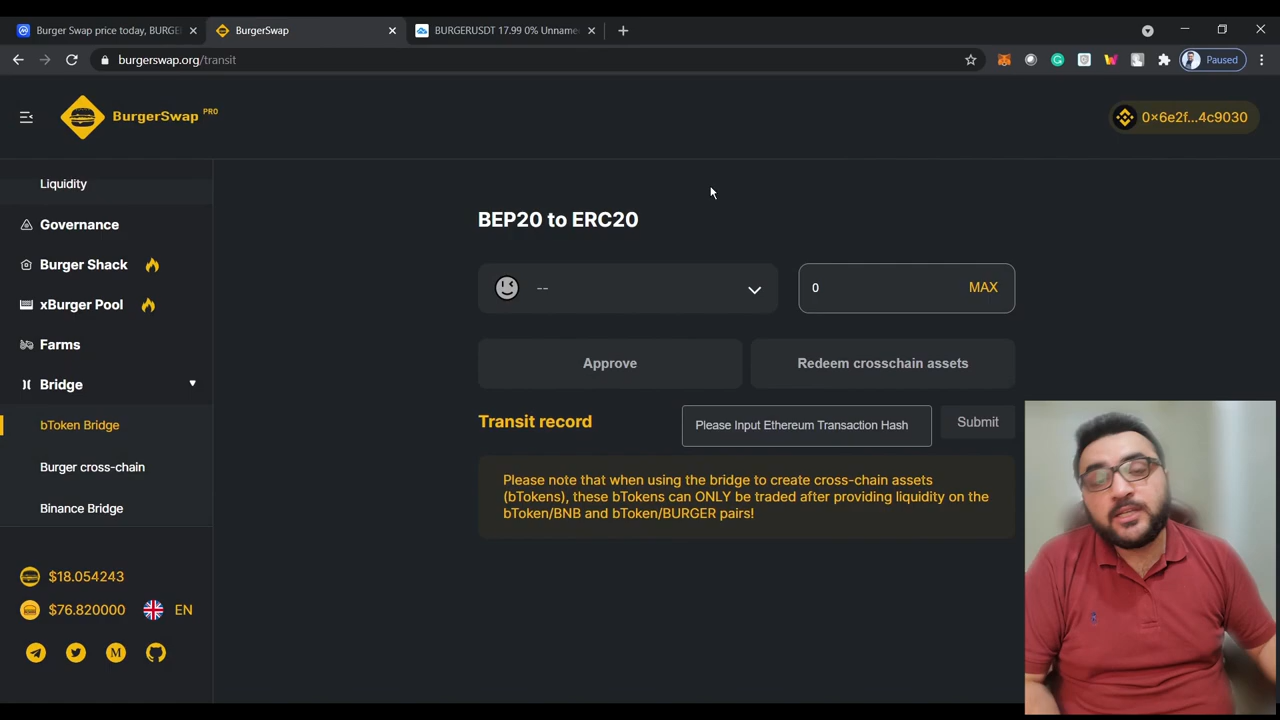 Burger Swap price today, BURGE
BurgerSwap
BURGERUSDT 17.99 0% Unname
burgerswap.org/transit
Paused
BurgerSwap PRO
0×6e2f...4c9030
Liquidity
Governance
Burger Shack
xBurger Pool
Farms
Bridge
bToken Bridge
Burger cross-chain
Binance Bridge
$18.054243
$76.820000
EN
BEP20 to ERC20
--
0
MAX
Approve
Redeem crosschain assets
Transit record
Please Input Ethereum Transaction Hash
Submit
Please note that when using the bridge to create cross-chain assets
(bTokens), these bTokens can ONLY be traded after providing liquidity on the
bToken/BNB and bToken/BURGER pairs!